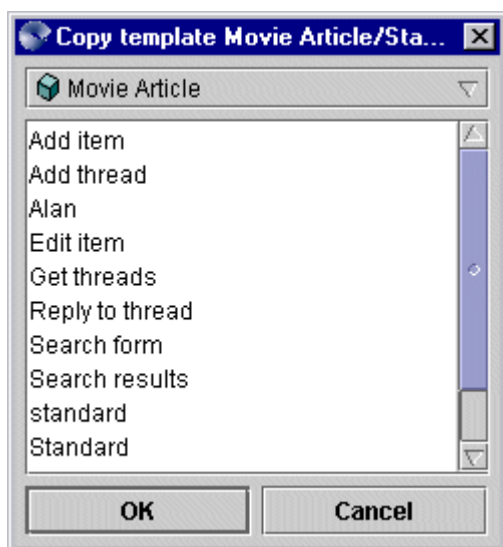 Copy template Movie Article/Sta...
Movie Article
Add item
Add thread
Alan
Edit item
Get threads
Reply to thread
Search form
Search results
standard
Standard
OK Cancel